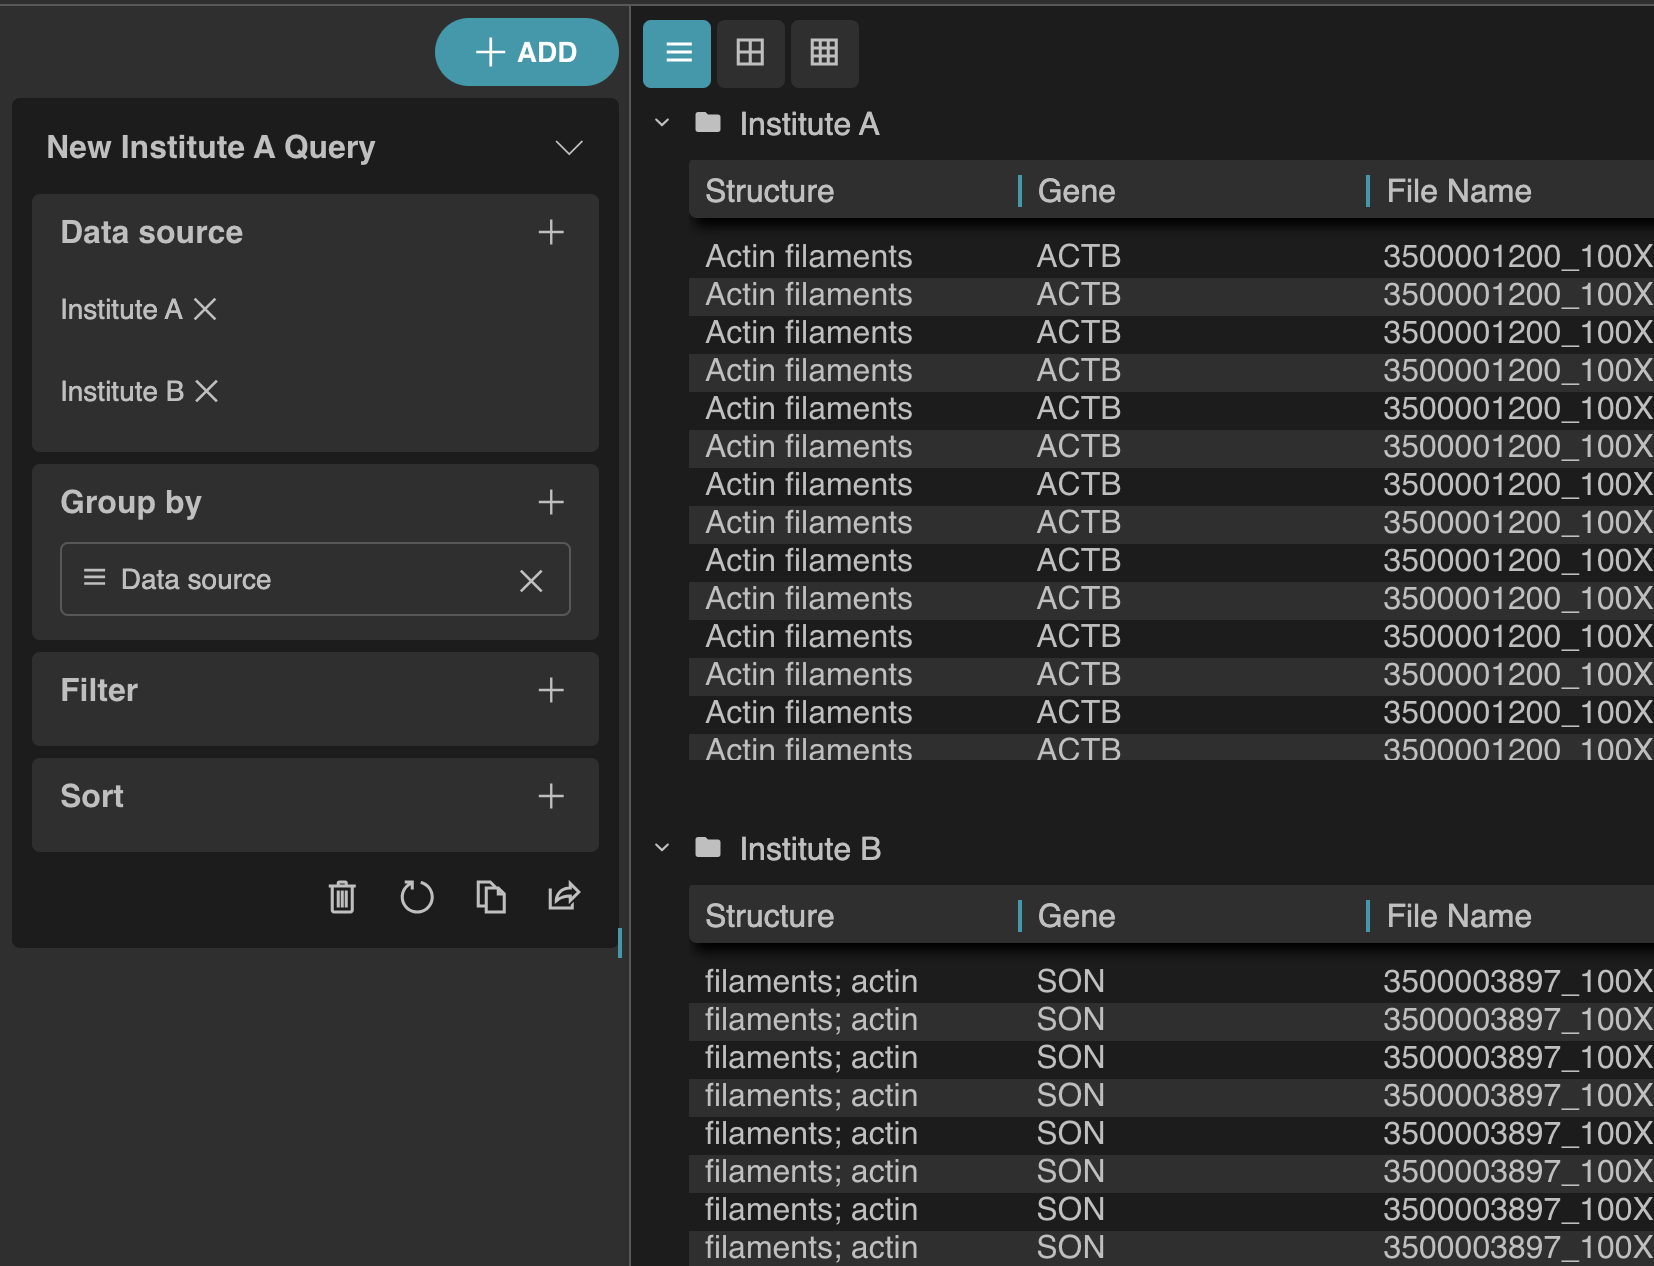 ADD
New Institute A Query
Data source
Institute A
Institute B
Group by
Data source
Filter
Sort
Institute A
Structure Gene File Name
Actin filaments ACTB 3500001200_100X
Actin filaments ACTB 3500001200_100X
Actin filaments ACTB 3500001200_100X
Actin filaments ACTB 3500001200_100X
Actin filaments ACTB 3500001200_100X
Actin filaments ACTB 3500001200_100X
Actin filaments ACTB 3500001200_100X
Actin filaments ACTB 3500001200_100X
Actin filaments ACTB 3500001200_100X
Actin filaments ACTB 3500001200_100X
Actin filaments ACTB 3500001200_100X
Actin filaments ACTB 3500001200_100X
Actin filaments ACTB 3500001200_100X
Actin filaments ACTB 3500001200_100X
Institute B
Structure Gene File Name
filaments; actin SON 3500003897_100X
filaments; actin SON 3500003897_100X
filaments; actin SON 3500003897_100X
filaments; actin SON 3500003897_100X
filaments; actin SON 3500003897_100X
filaments; actin SON 3500003897_100X
filaments; actin SON 3500003897_100X
filaments; actin SON 3500003897_100X